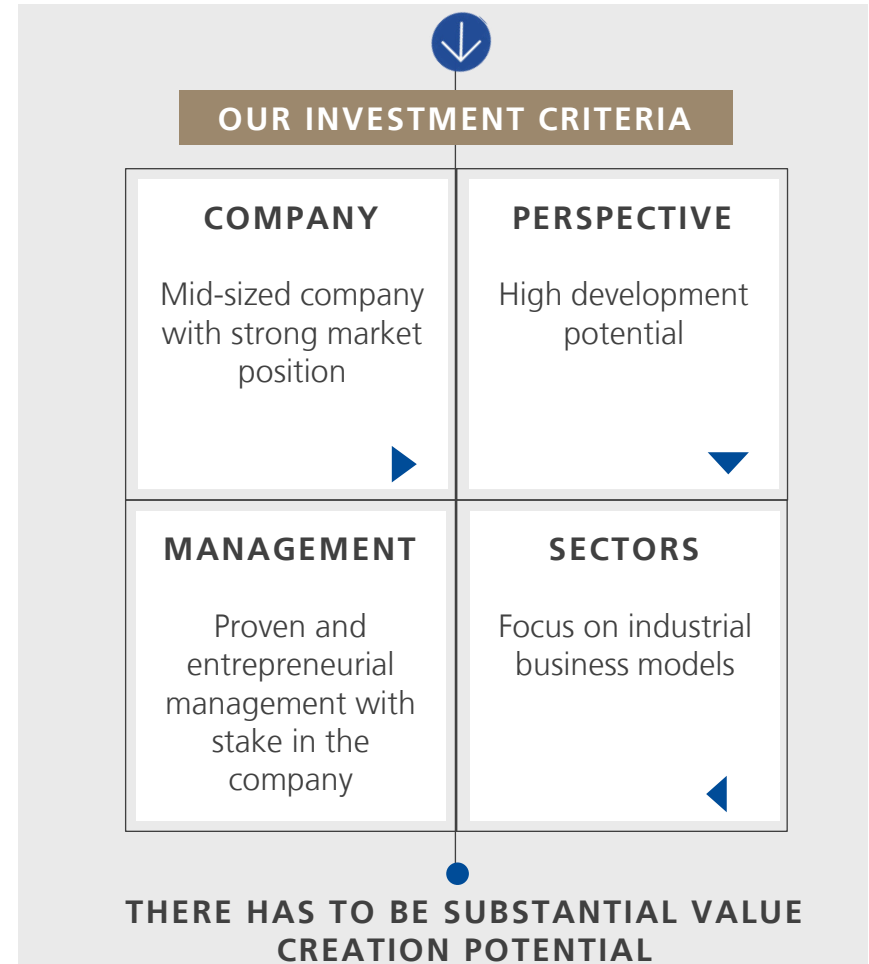 OUR INVESTMENT CRITERIA
COMPANY
Mid-sized company
with strong market
position
PERSPECTIVE
High development
potential
SECTORS
Focus on industrial
business models
MANAGEMENT
Proven and
entrepreneurial
management with
stake in the
company
THERE HAS TO BE SUBSTANTIAL VALUE
CREATION POTENTIAL